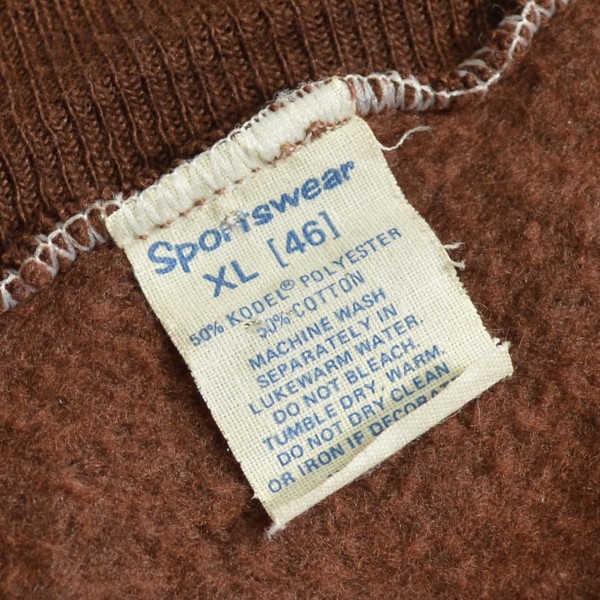 Sportswear
XL [46]
50% KODEL® POLYESTER
50% COTTON
MACHINE WASH
SEPARATELY IN
LUKEWARM WATER.
DO NOT BLEACH.
TUMBLE DRY, WARM.
DO NOT DRY CLEAN
OR IRON IF DECORATE